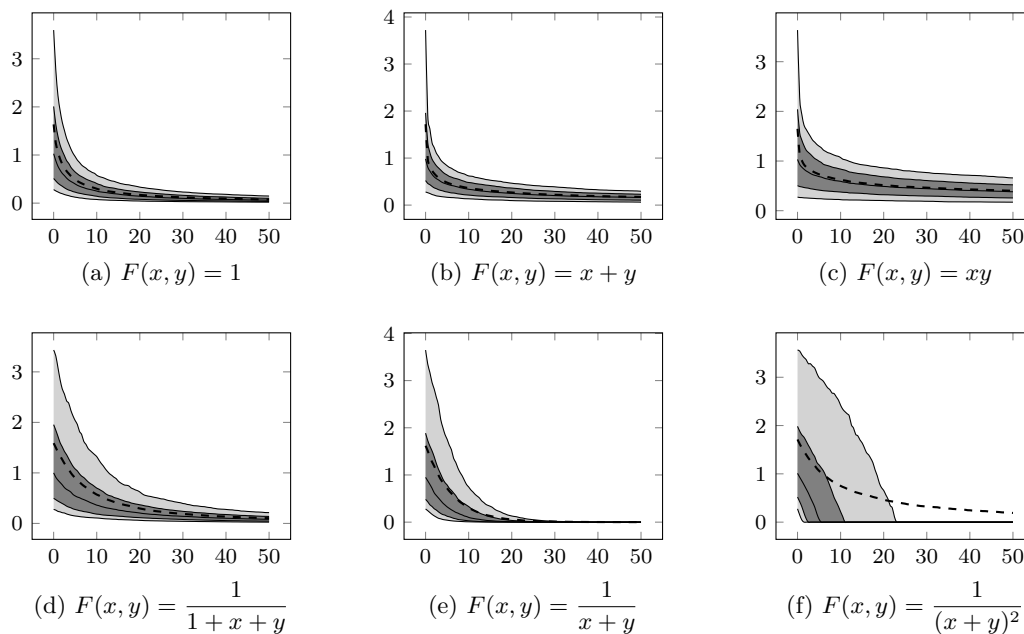 3
2
1
0
0 10 20 30 40 50
(a) F(x, y) = 1
4
3
2
1
0
0 10 20 30 40 50
(b) F(x, y) = x + y
3
2
1
0
0 10 20 30 40 50
(c) F(x, y) = xy
3
2
1
0
0 10 20 30 40 50
(d) F(x, y) = 1/(1 + x + y)
4
3
2
1
0
0 10 20 30 40 50
(e) F(x, y) = 1/(x + y)
3
2
1
0
0 10 20 30 40 50
(f) F(x, y) = 1/(x + y)²